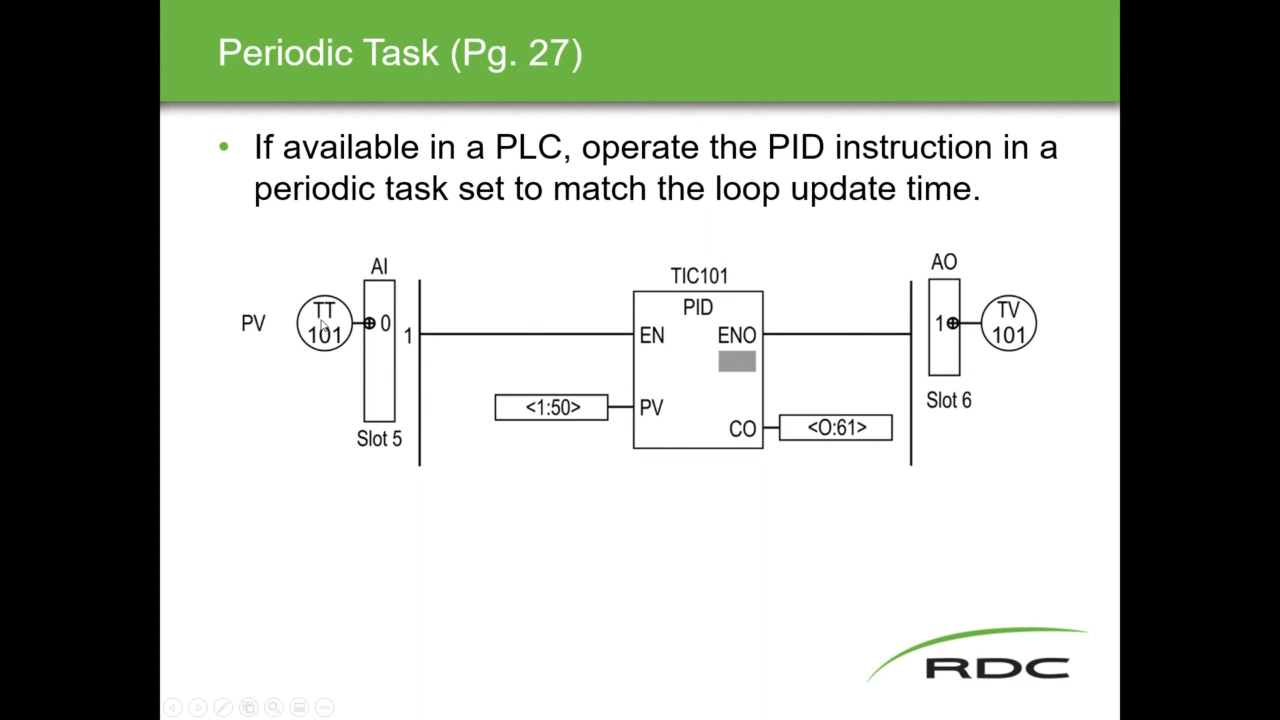 Periodic Task (Pg. 27)
• If available in a PLC, operate the PID instruction in a
periodic task set to match the loop update time.
AI
AO
TIC101
PID
PV
TT
101
0
1
EN
ENO
1
TV
101
Slot 5
<1:50>
PV
CO
<O:61>
Slot 6
RDC